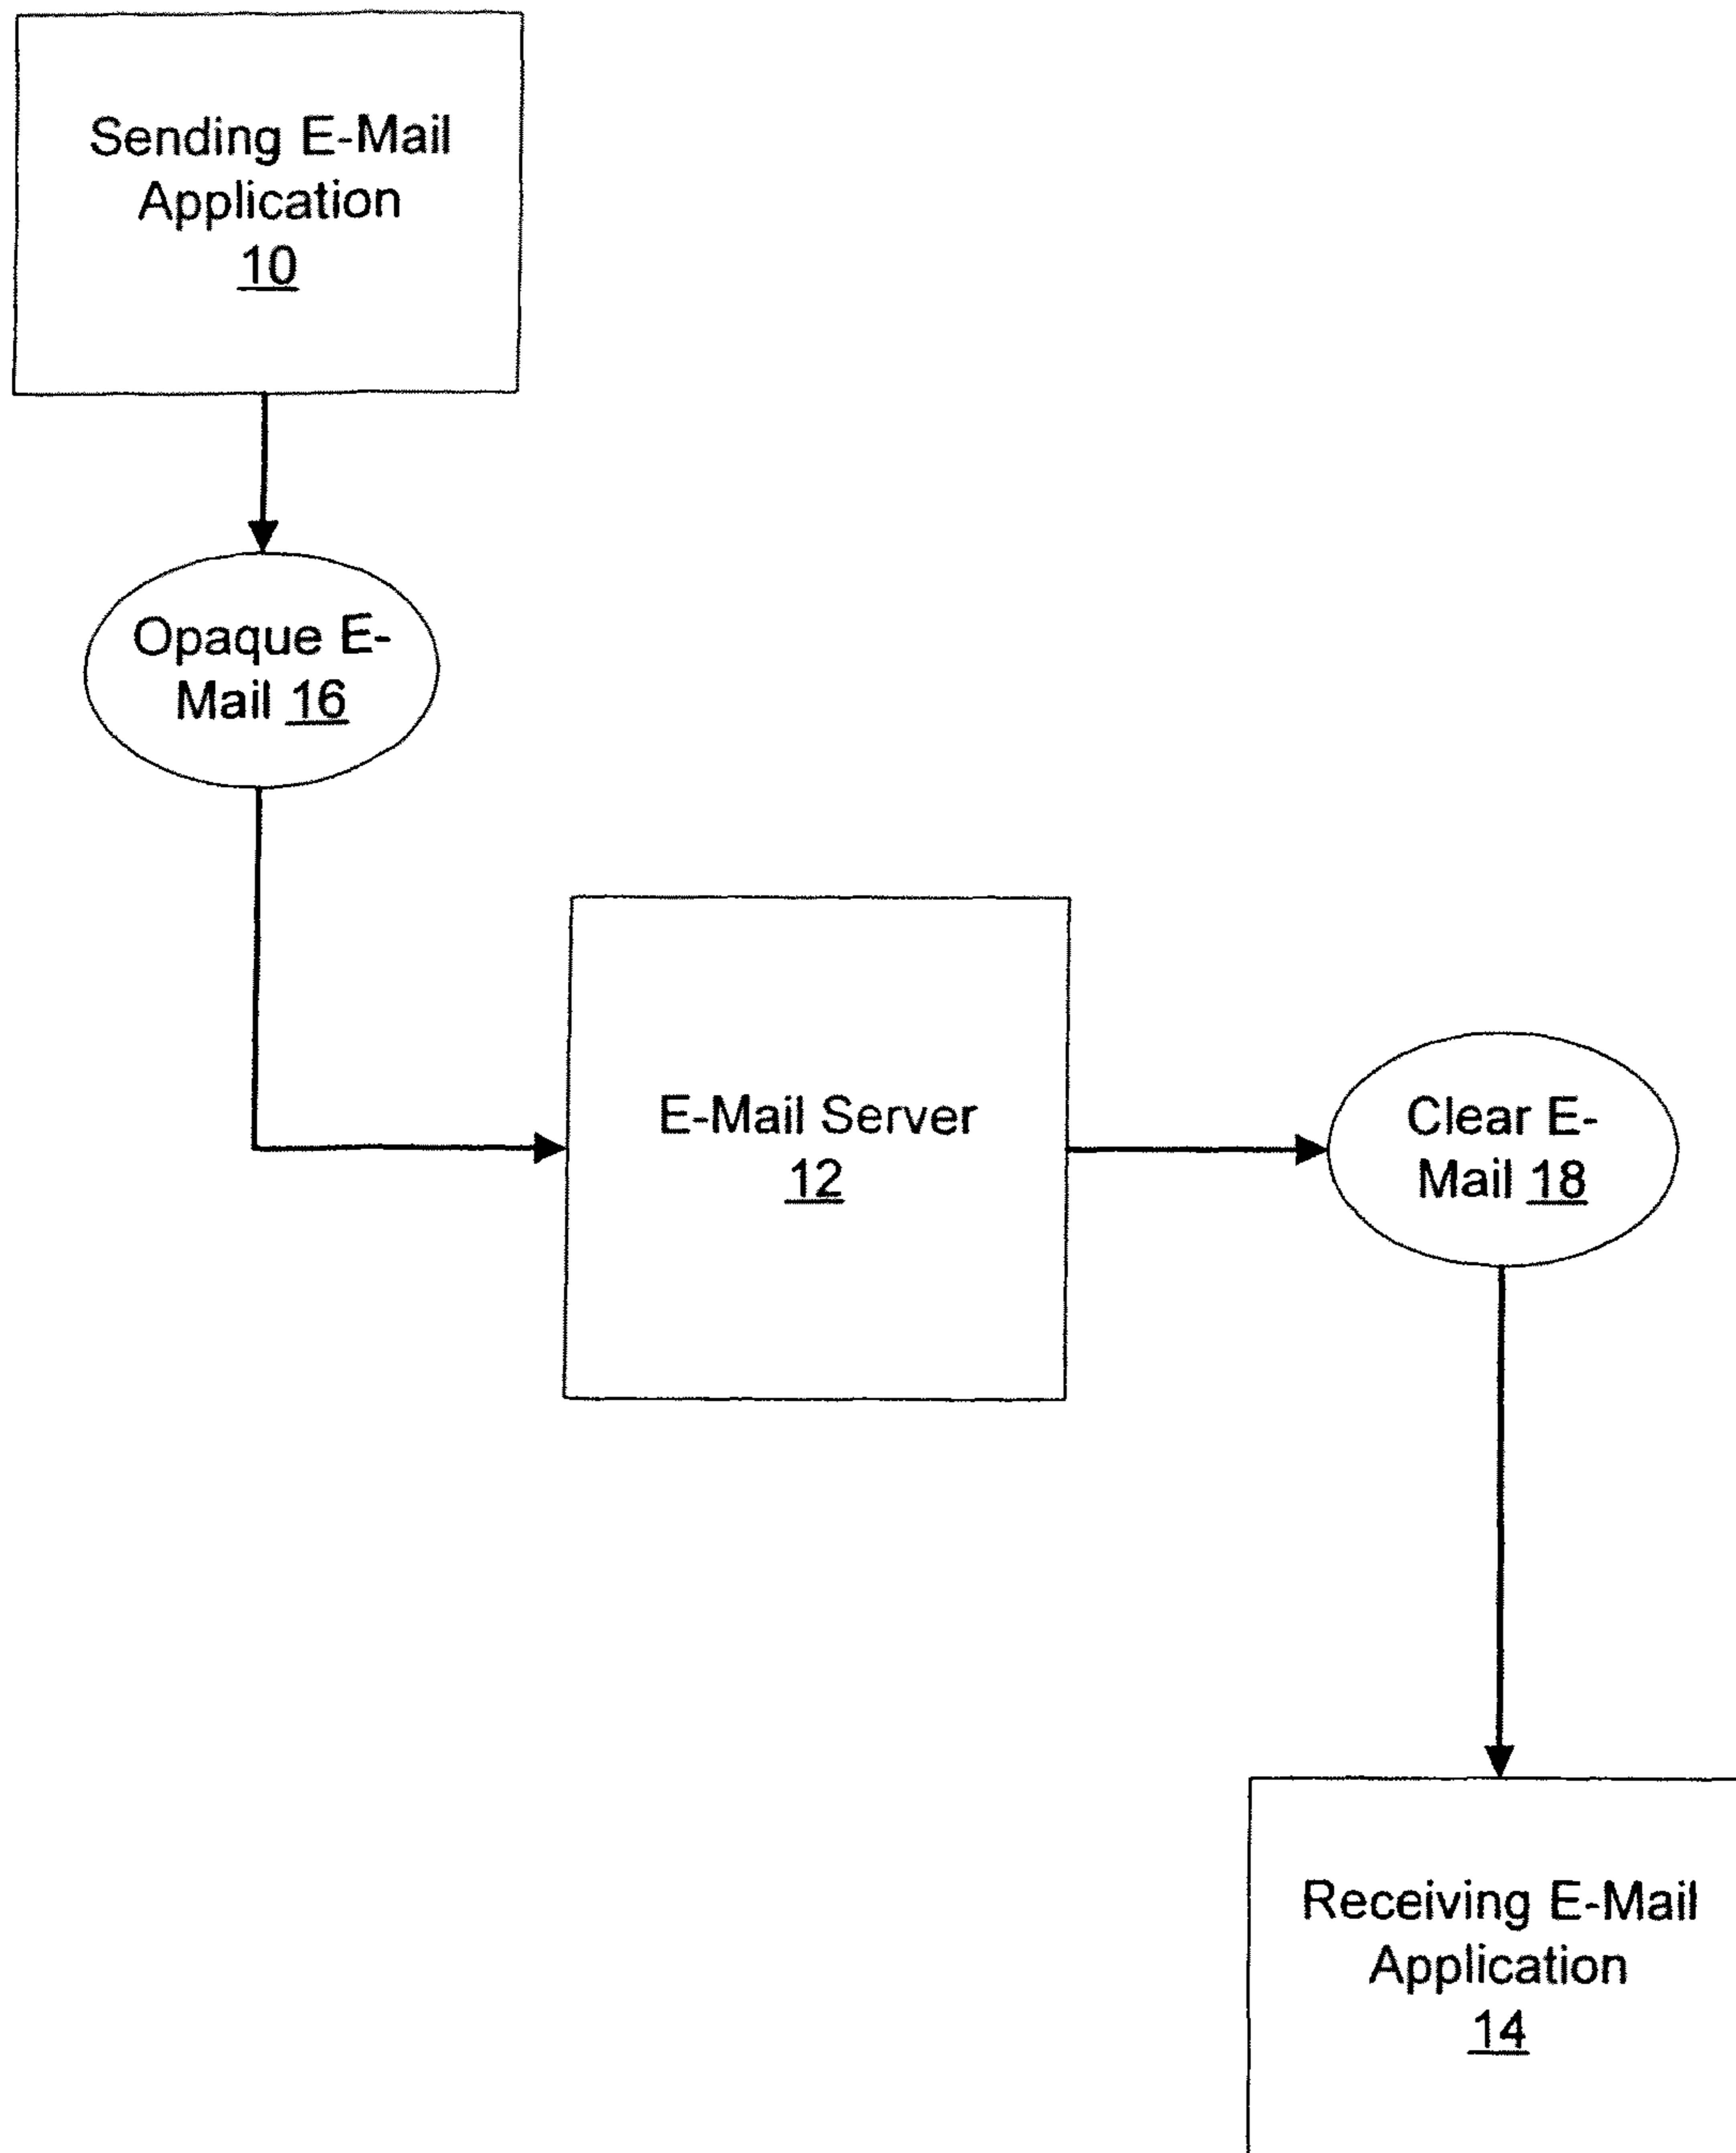 Sending E-Mail
Application
10
Opaque E-
Mail 16
E-Mail Server
12
Clear E-
Mail 18
Receiving E-Mail
Application
14